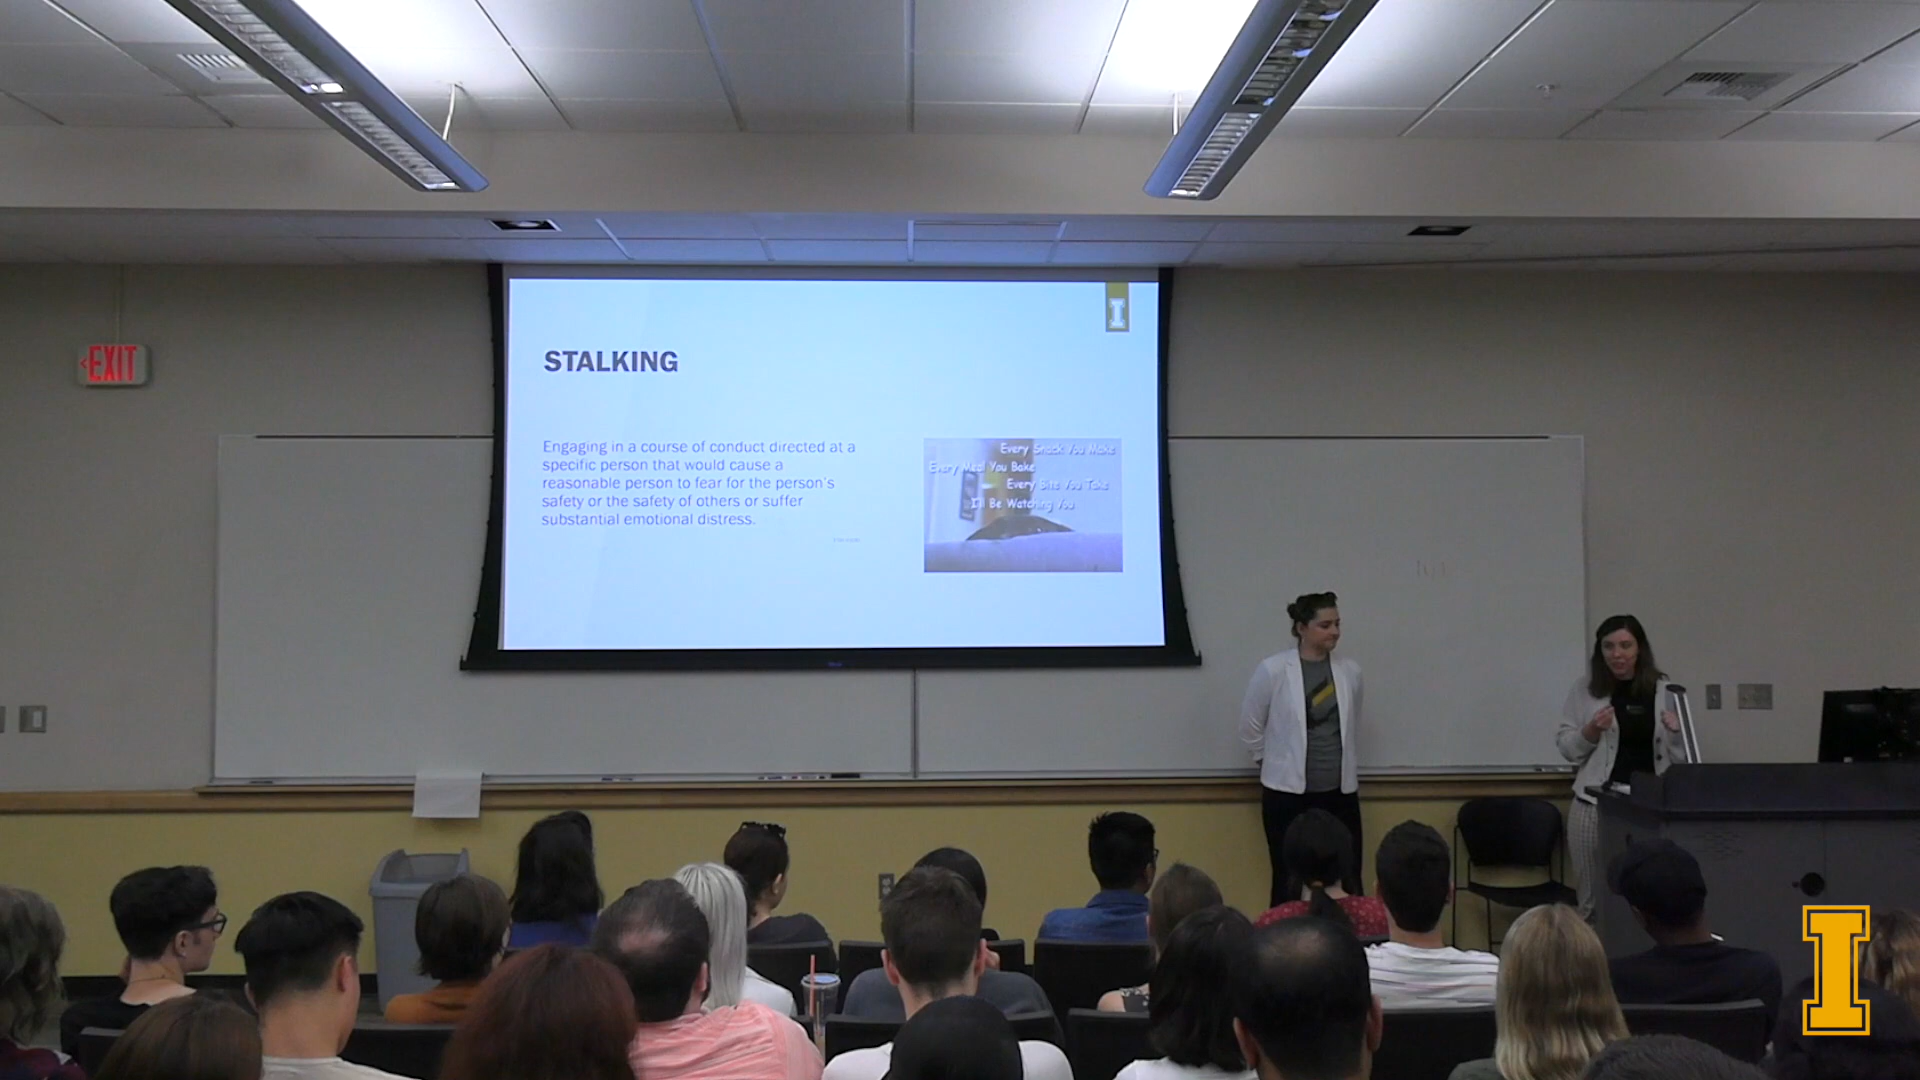 EXIT
I
STALKING
Engaging in a course of conduct directed at a
specific person that would cause a
reasonable person to fear for the person's
safety or the safety of others or suffer
substantial emotional distress.
Every Snack You Make
Every Meal You Bake
Every Bite You Take
I'll Be Watching You
I